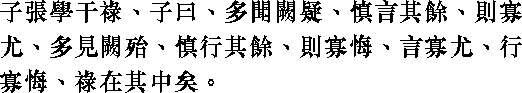 子張學干祿、子曰、多聞闕疑、慎言其餘、則寡
尤、多見闕殆、慎行其餘、則寡悔、言寡尤、行
寡悔、祿在其中矣。